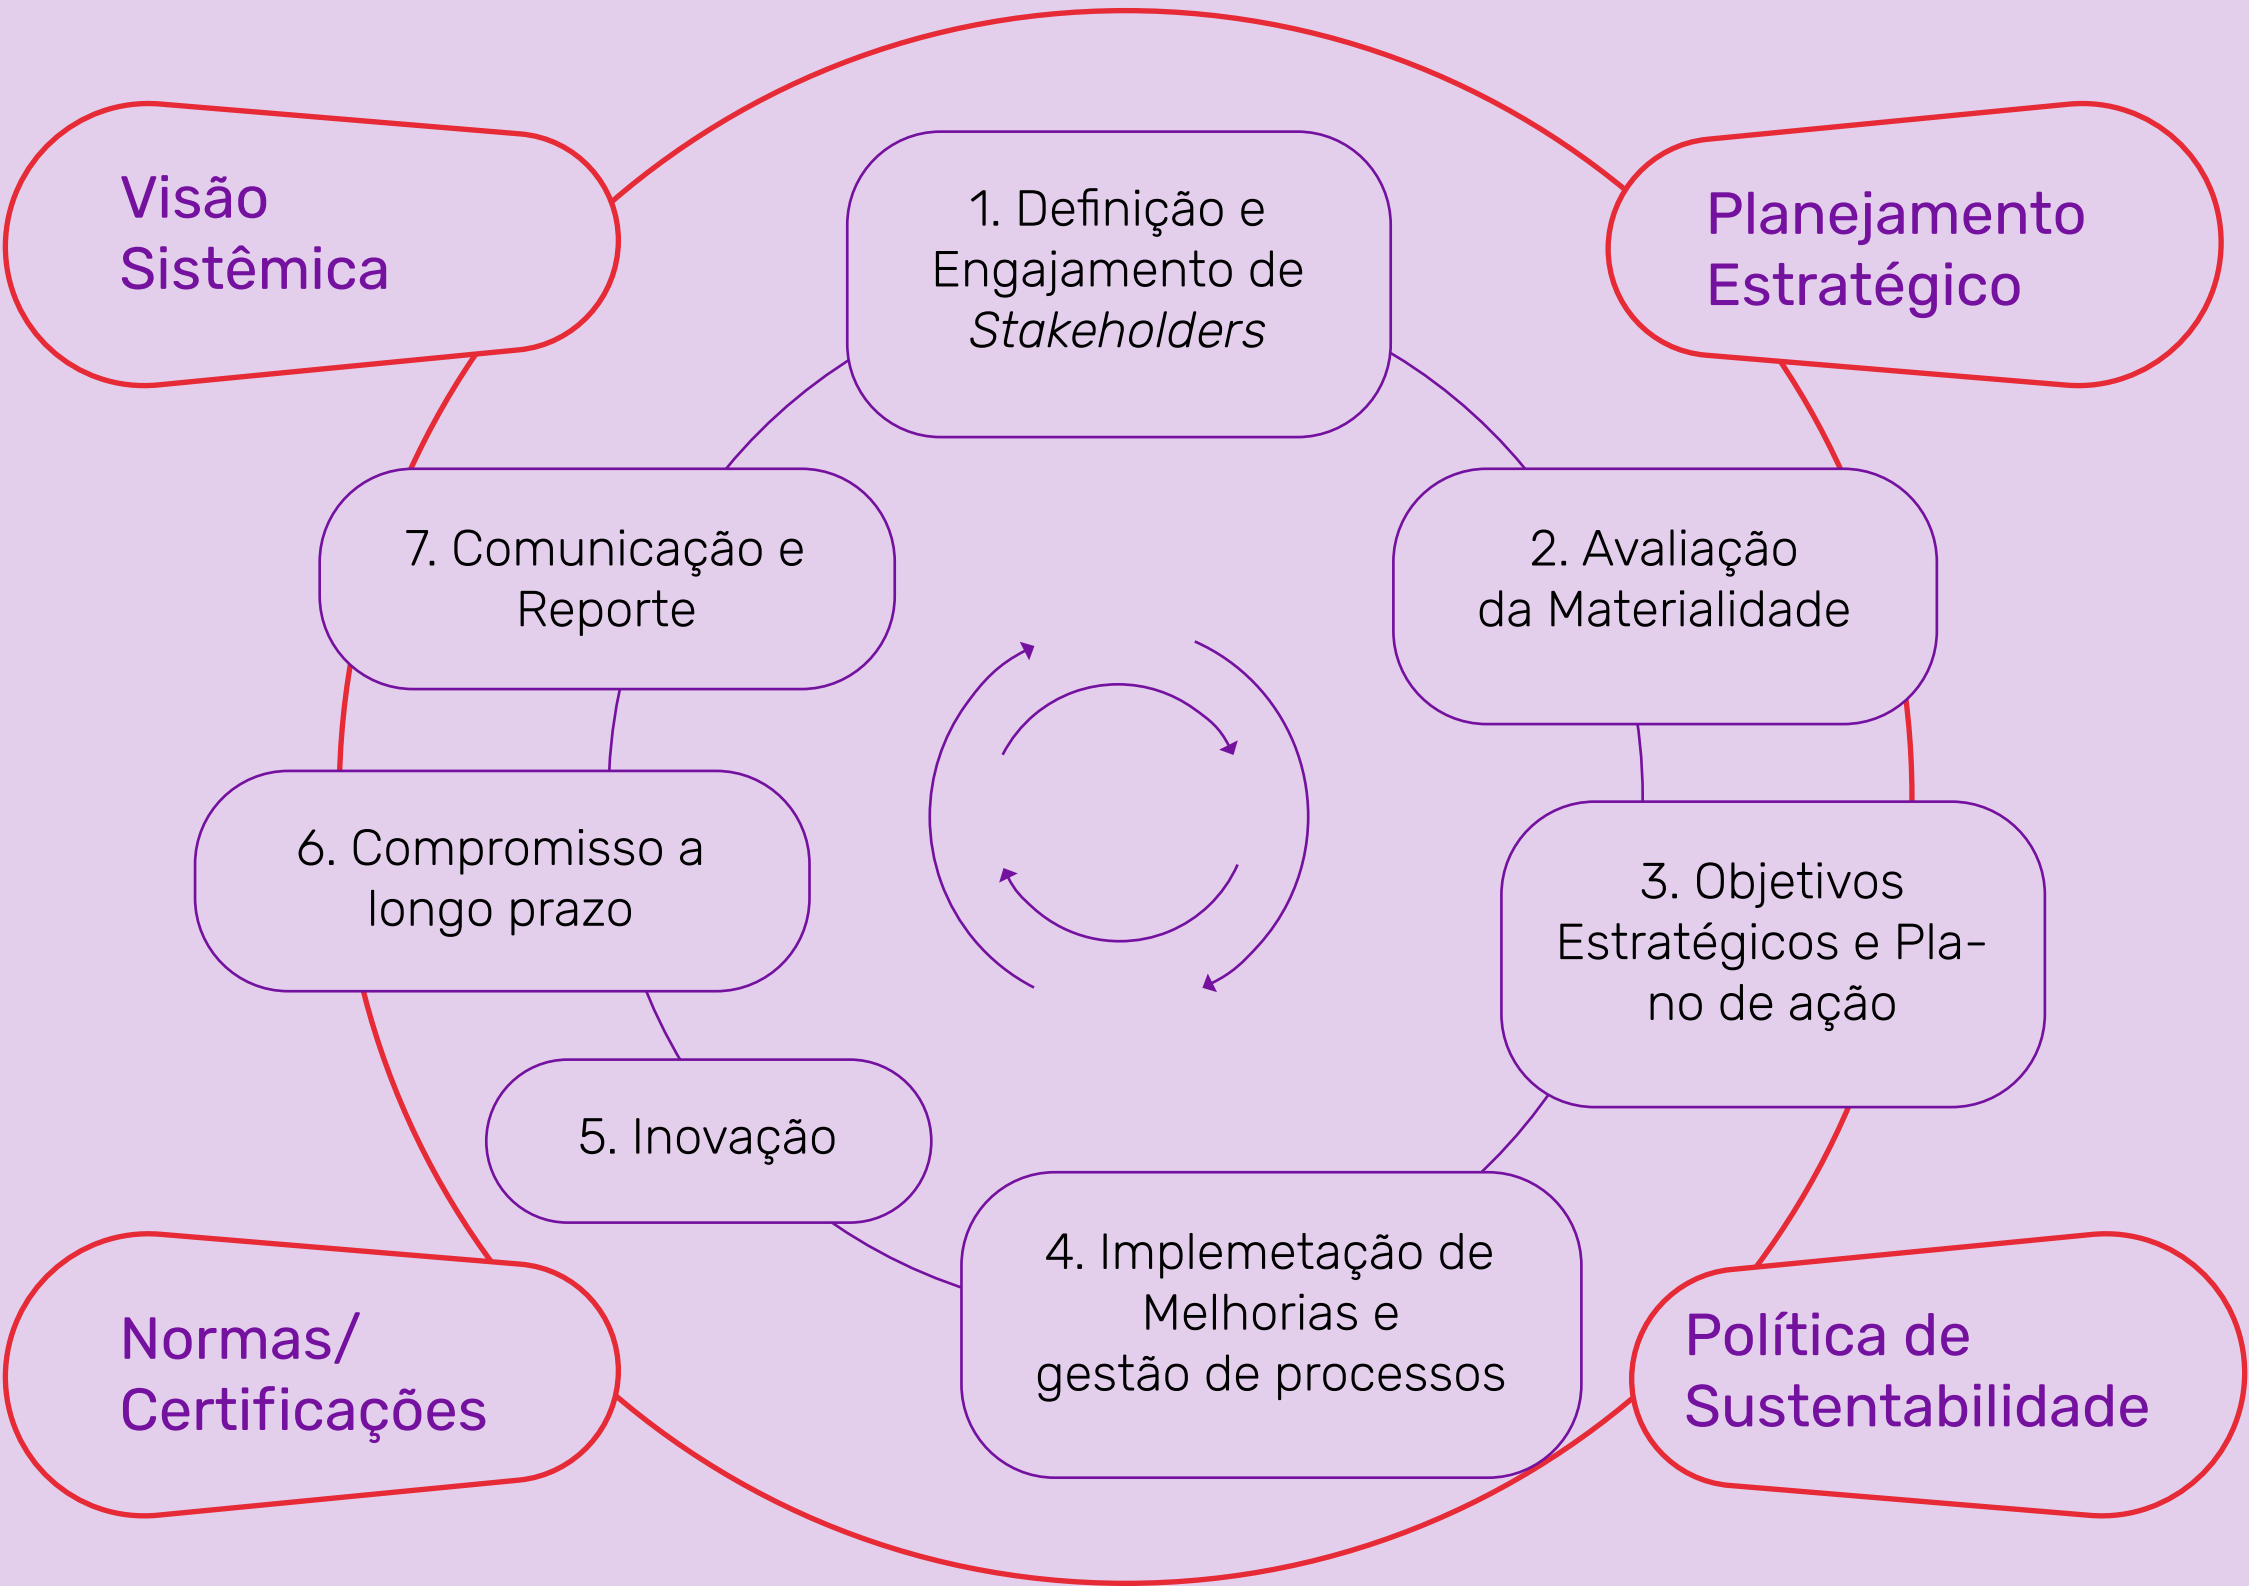 Visão
Sistêmica
Planejamento
Estratégico
1. Definição e
Engajamento de
Stakeholders
2. Avaliação
da Materialidade
3. Objetivos
Estratégicos e Pla-
no de ação
4. Implemetação de
Melhorias e
gestão de processos
5. Inovação
6. Compromisso a
longo prazo
7. Comunicação e
Reporte
Normas/
Certificações
Política de
Sustentabilidade